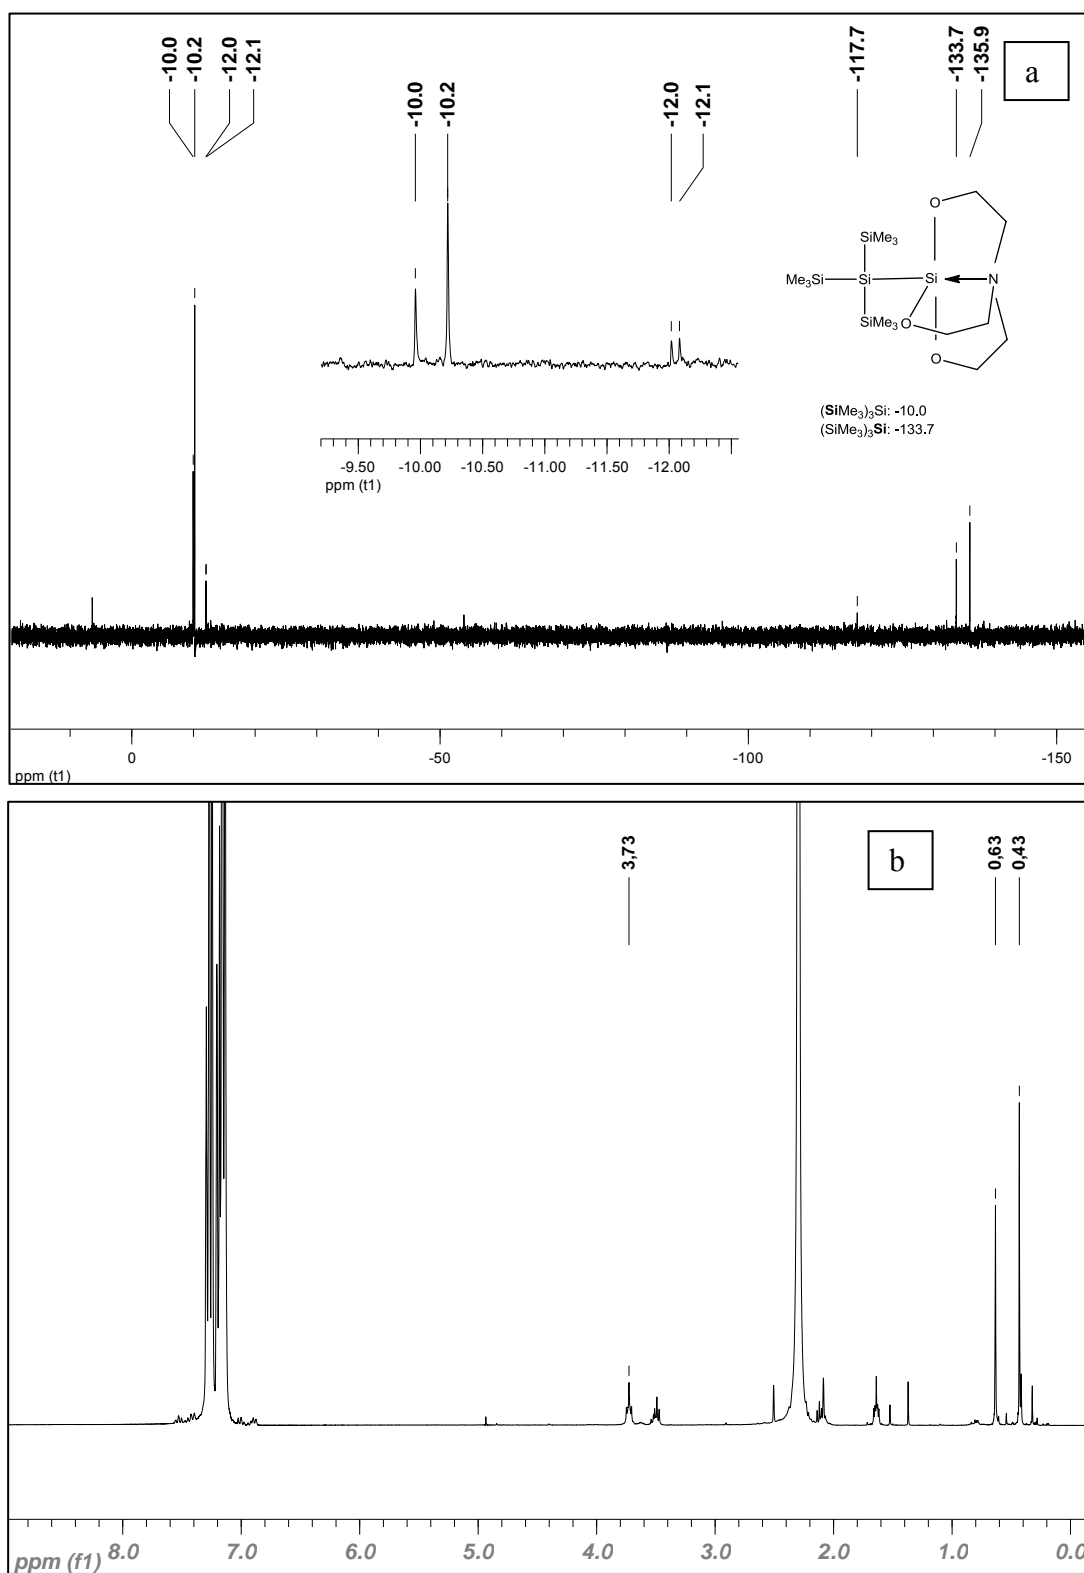 -10.0
-10.2
-12.0
-12.1
-10.0
-10.2
-12.0
-12.1
-117.7
-133.7
-135.9
a
O
SiMe3
Me3Si Si Si N
SiMe3 O
O
(SiMe3)3Si: -10.0
(SiMe3)3Si: -133.7
-9.50 -10.00 -10.50 -11.00 -11.50 -12.00
ppm (t1)
0 -50 -100 -150
ppm (t1)
3,73
b
0,63
0,43
8.0 7.0 6.0 5.0 4.0 3.0 2.0 1.0 0.0
ppm (f1)